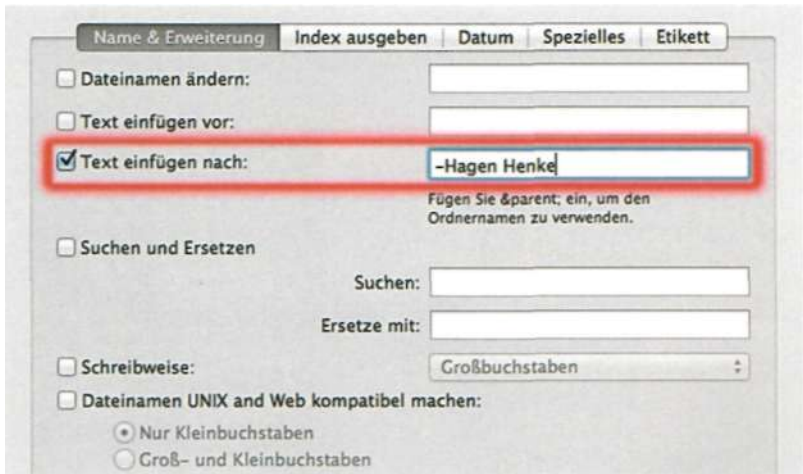 Name & Erweiterung Index ausgeben Datum Spezielles Etikett
Dateinamen ändern:
Text einfügen vor:
Text einfügen nach: -Hagen Henke
Fügen Sie &parent; ein, um den
Ordnernamen zu verwenden.
Suchen und Ersetzen
Suchen:
Ersetze mit:
Schreibweise: Großbuchstaben
Dateinamen UNIX and Web kompatibel machen:
Nur Kleinbuchstaben
Groß- und Kleinbuchstaben